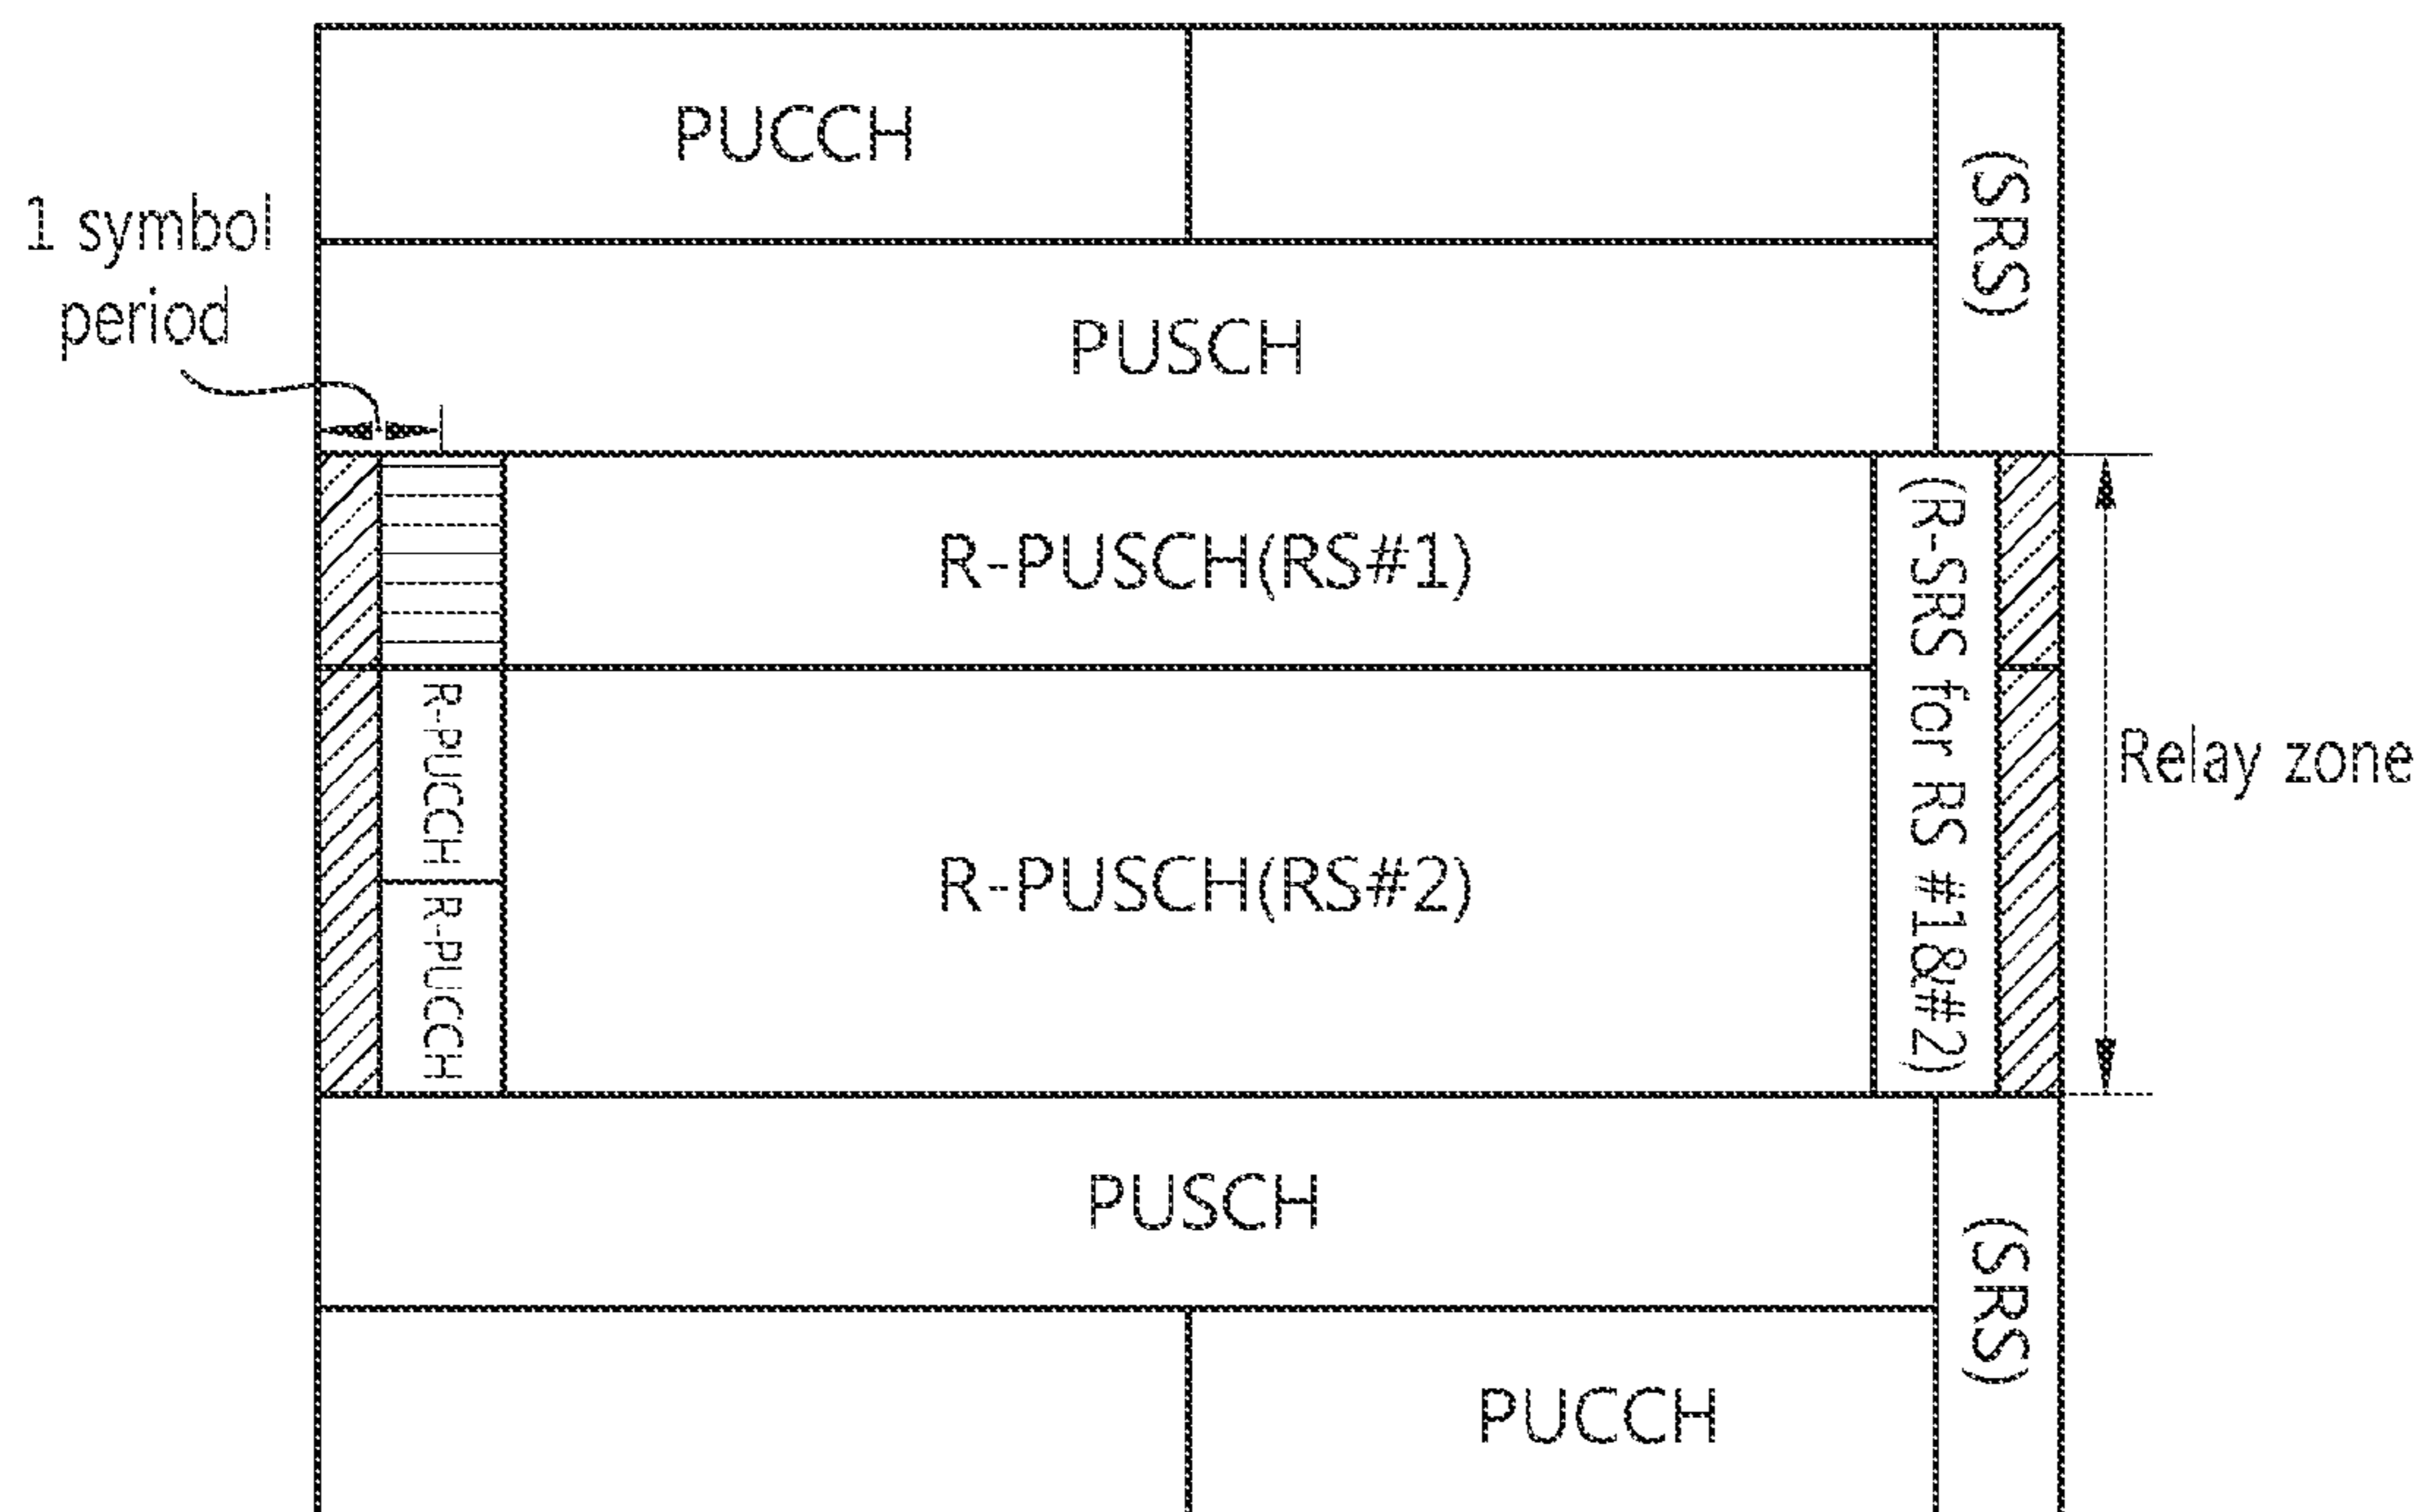 PUCCH
(SRS)
1 symbol
period
PUSCH
R-PUSCH(RS#1)
(R-SRS for RS #1&#2)
R-PUCCH
Relay zone
R-PUSCH(RS#2)
R-PUCCH
PUSCH
(SRS)
PUCCH